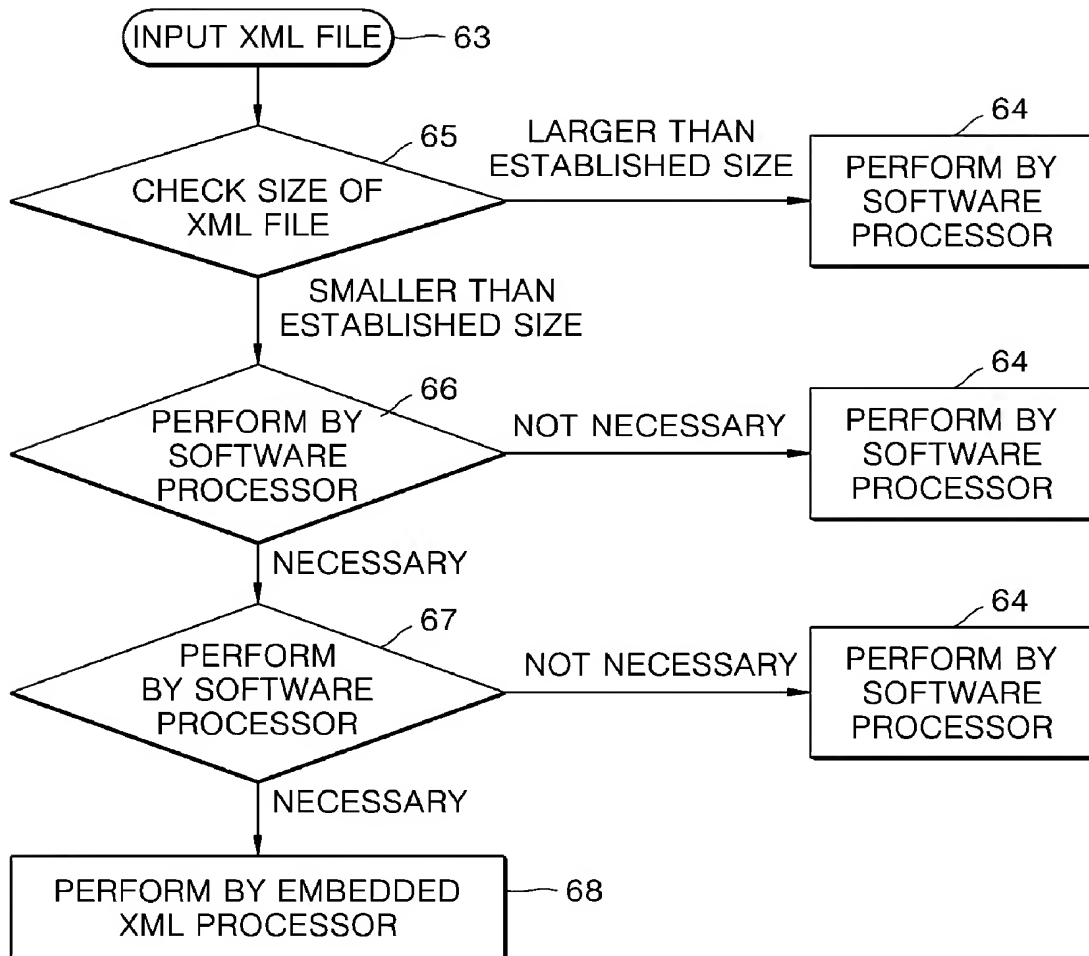 INPUT XML FILE
63
65
CHECK SIZE OF
XML FILE
LARGER THAN
ESTABLISHED SIZE
64
PERFORM BY
SOFTWARE
PROCESSOR
SMALLER THAN
ESTABLISHED SIZE
66
PERFORM BY
SOFTWARE
PROCESSOR
NOT NECESSARY
64
PERFORM BY
SOFTWARE
PROCESSOR
NECESSARY
67
PERFORM
BY SOFTWARE
PROCESSOR
NOT NECESSARY
64
PERFORM BY
SOFTWARE
PROCESSOR
NECESSARY
PERFORM BY EMBEDDED
XML PROCESSOR
68